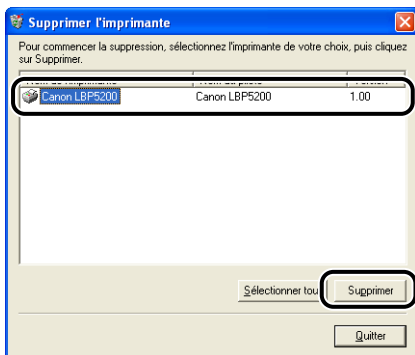 Supprimer l'imprimante
Pour commencer la suppression, sélectionnez l'imprimante de votre choix, puis cliquez
sur Supprimer.
Canon LBP5200 Canon LBP5200 1.00
Sélectionner tou Supprimer
Quitter